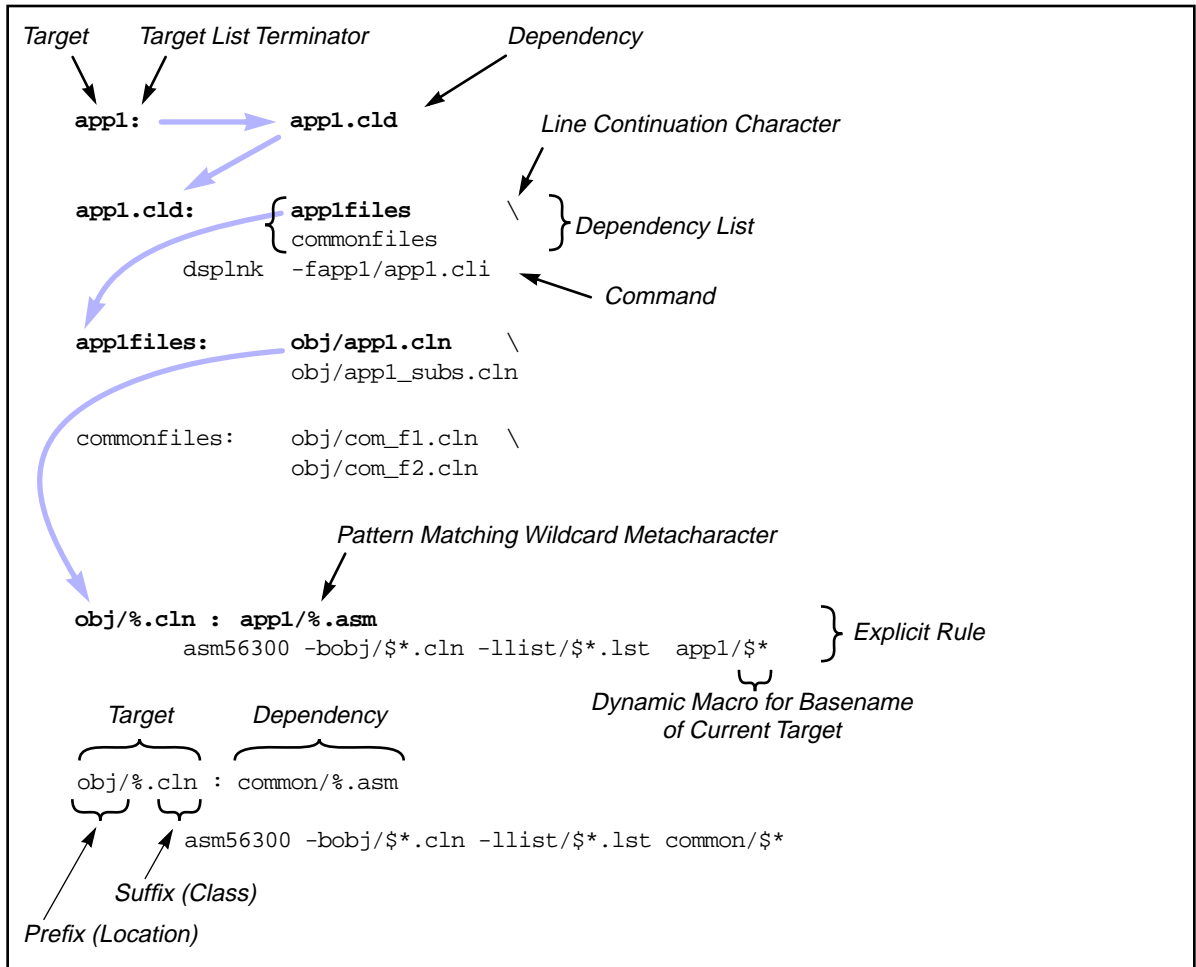 Target Target List Terminator Dependency
app1: app1.cld
Line Continuation Character
app1.cld: app1files \
commonfiles
Dependency List
dsplnk -fapp1/app1.cli
Command
app1files: obj/app1.cln \
obj/app1_subs.cln
commonfiles: obj/com_f1.cln \
obj/com_f2.cln
Pattern Matching Wildcard Metacharacter
obj/%.cln : app1/%.asm
asm56300 -bobj/$*.cln -llist/$*.lst app1/$*
Explicit Rule
Dynamic Macro for Basename
of Current Target
Target Dependency
obj/%.cln : common/%.asm
asm56300 -bobj/$*.cln -llist/$*.lst common/$*
Suffix (Class)
Prefix (Location)